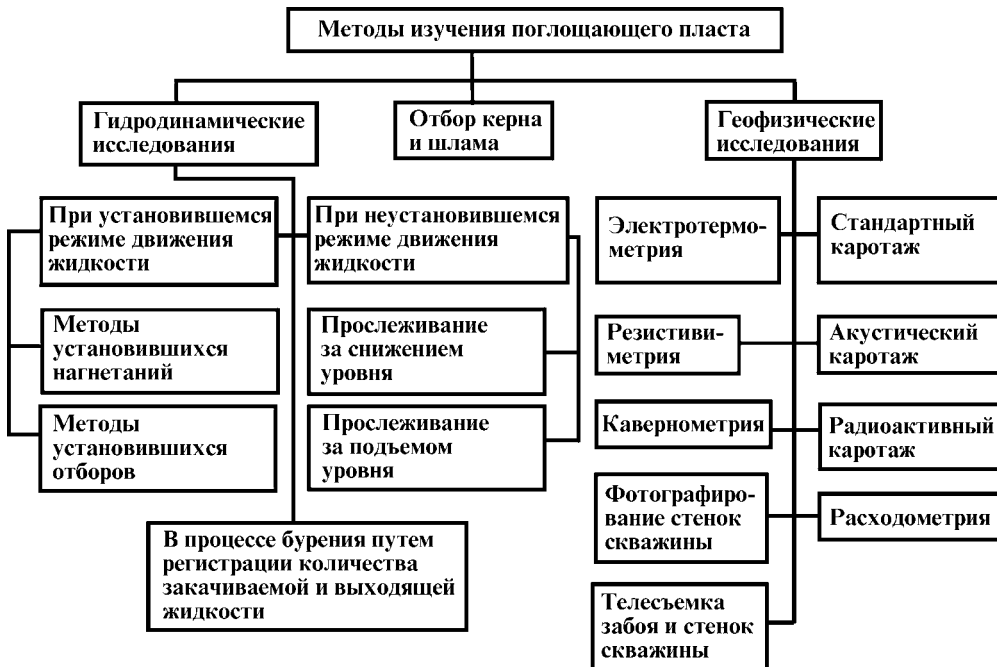 Методы изучения поглощающего пласта
Гидродинамические
исследования
Отбор керна
и шлама
Геофизические
исследования
При установившемся
режиме движения
жидкости
При неустановившемся
режиме движения
жидкости
Методы
установившихся
нагнетаний
Прослеживание
за снижением
уровня
Методы
установившихся
отборов
Прослеживание
за подъемом
уровня
В процессе бурения путем
регистрации количества
закачиваемой и выходящей
жидкости
Электротермо-
метрия
Стандартный
каротаж
Резистиви-
метрия
Акустический
каротаж
Кавернометрия
Радиоактивный
каротаж
Фотографиро-
вание стенок
скважины
Расходометрия
Телесъемка
забоя и стенок
скважины